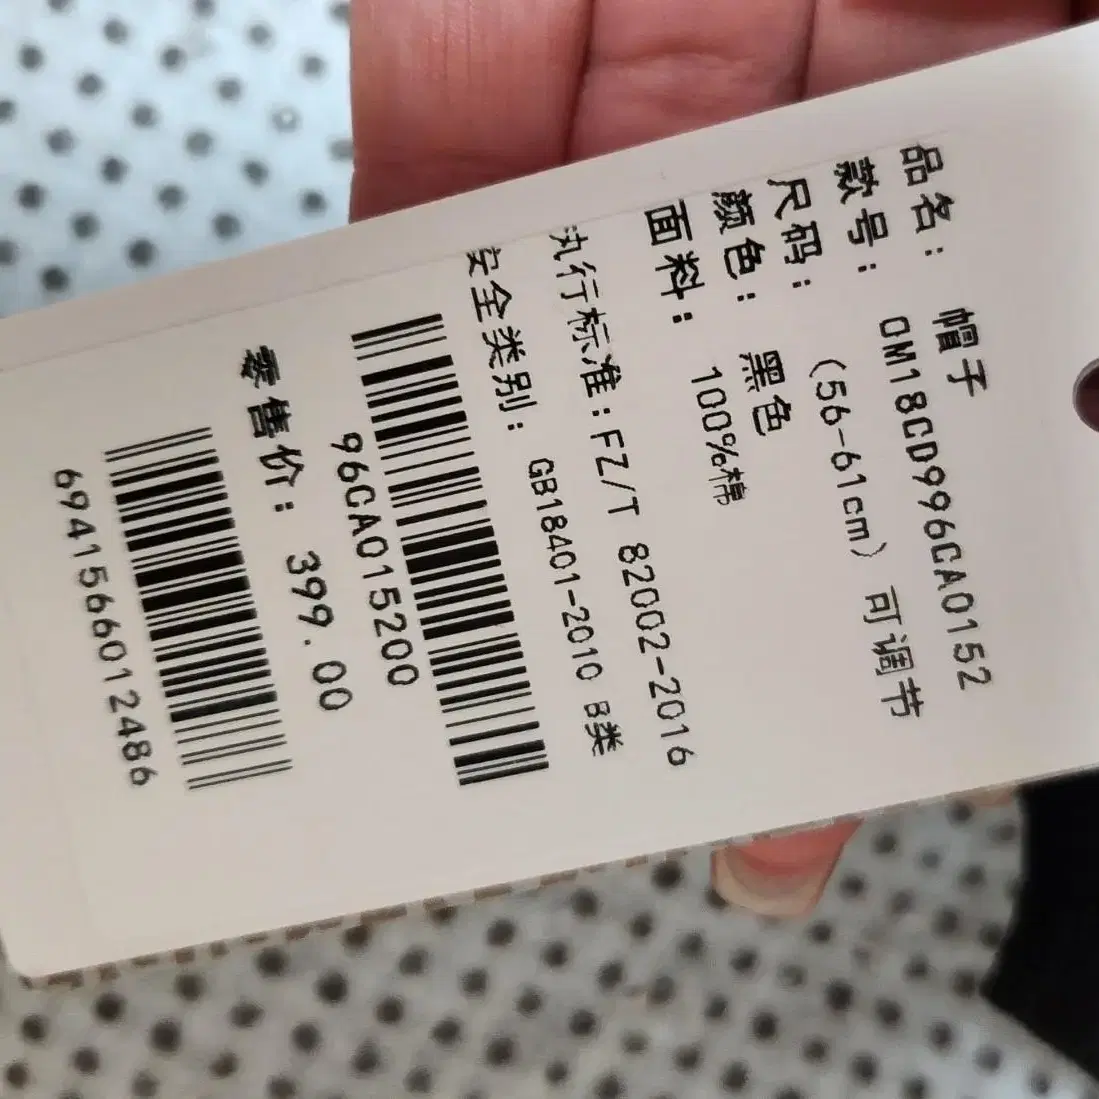 品名： 帽子
款号： OM18CD996CA0152
尺码： (56-61cm) 可调节
颜色： 黑色
面料： 100%棉
执行标准：FZ/T 82002-2016
安全类别： GB18401-2010 B类
96CA015200
零售价： 399.00
6941566012486